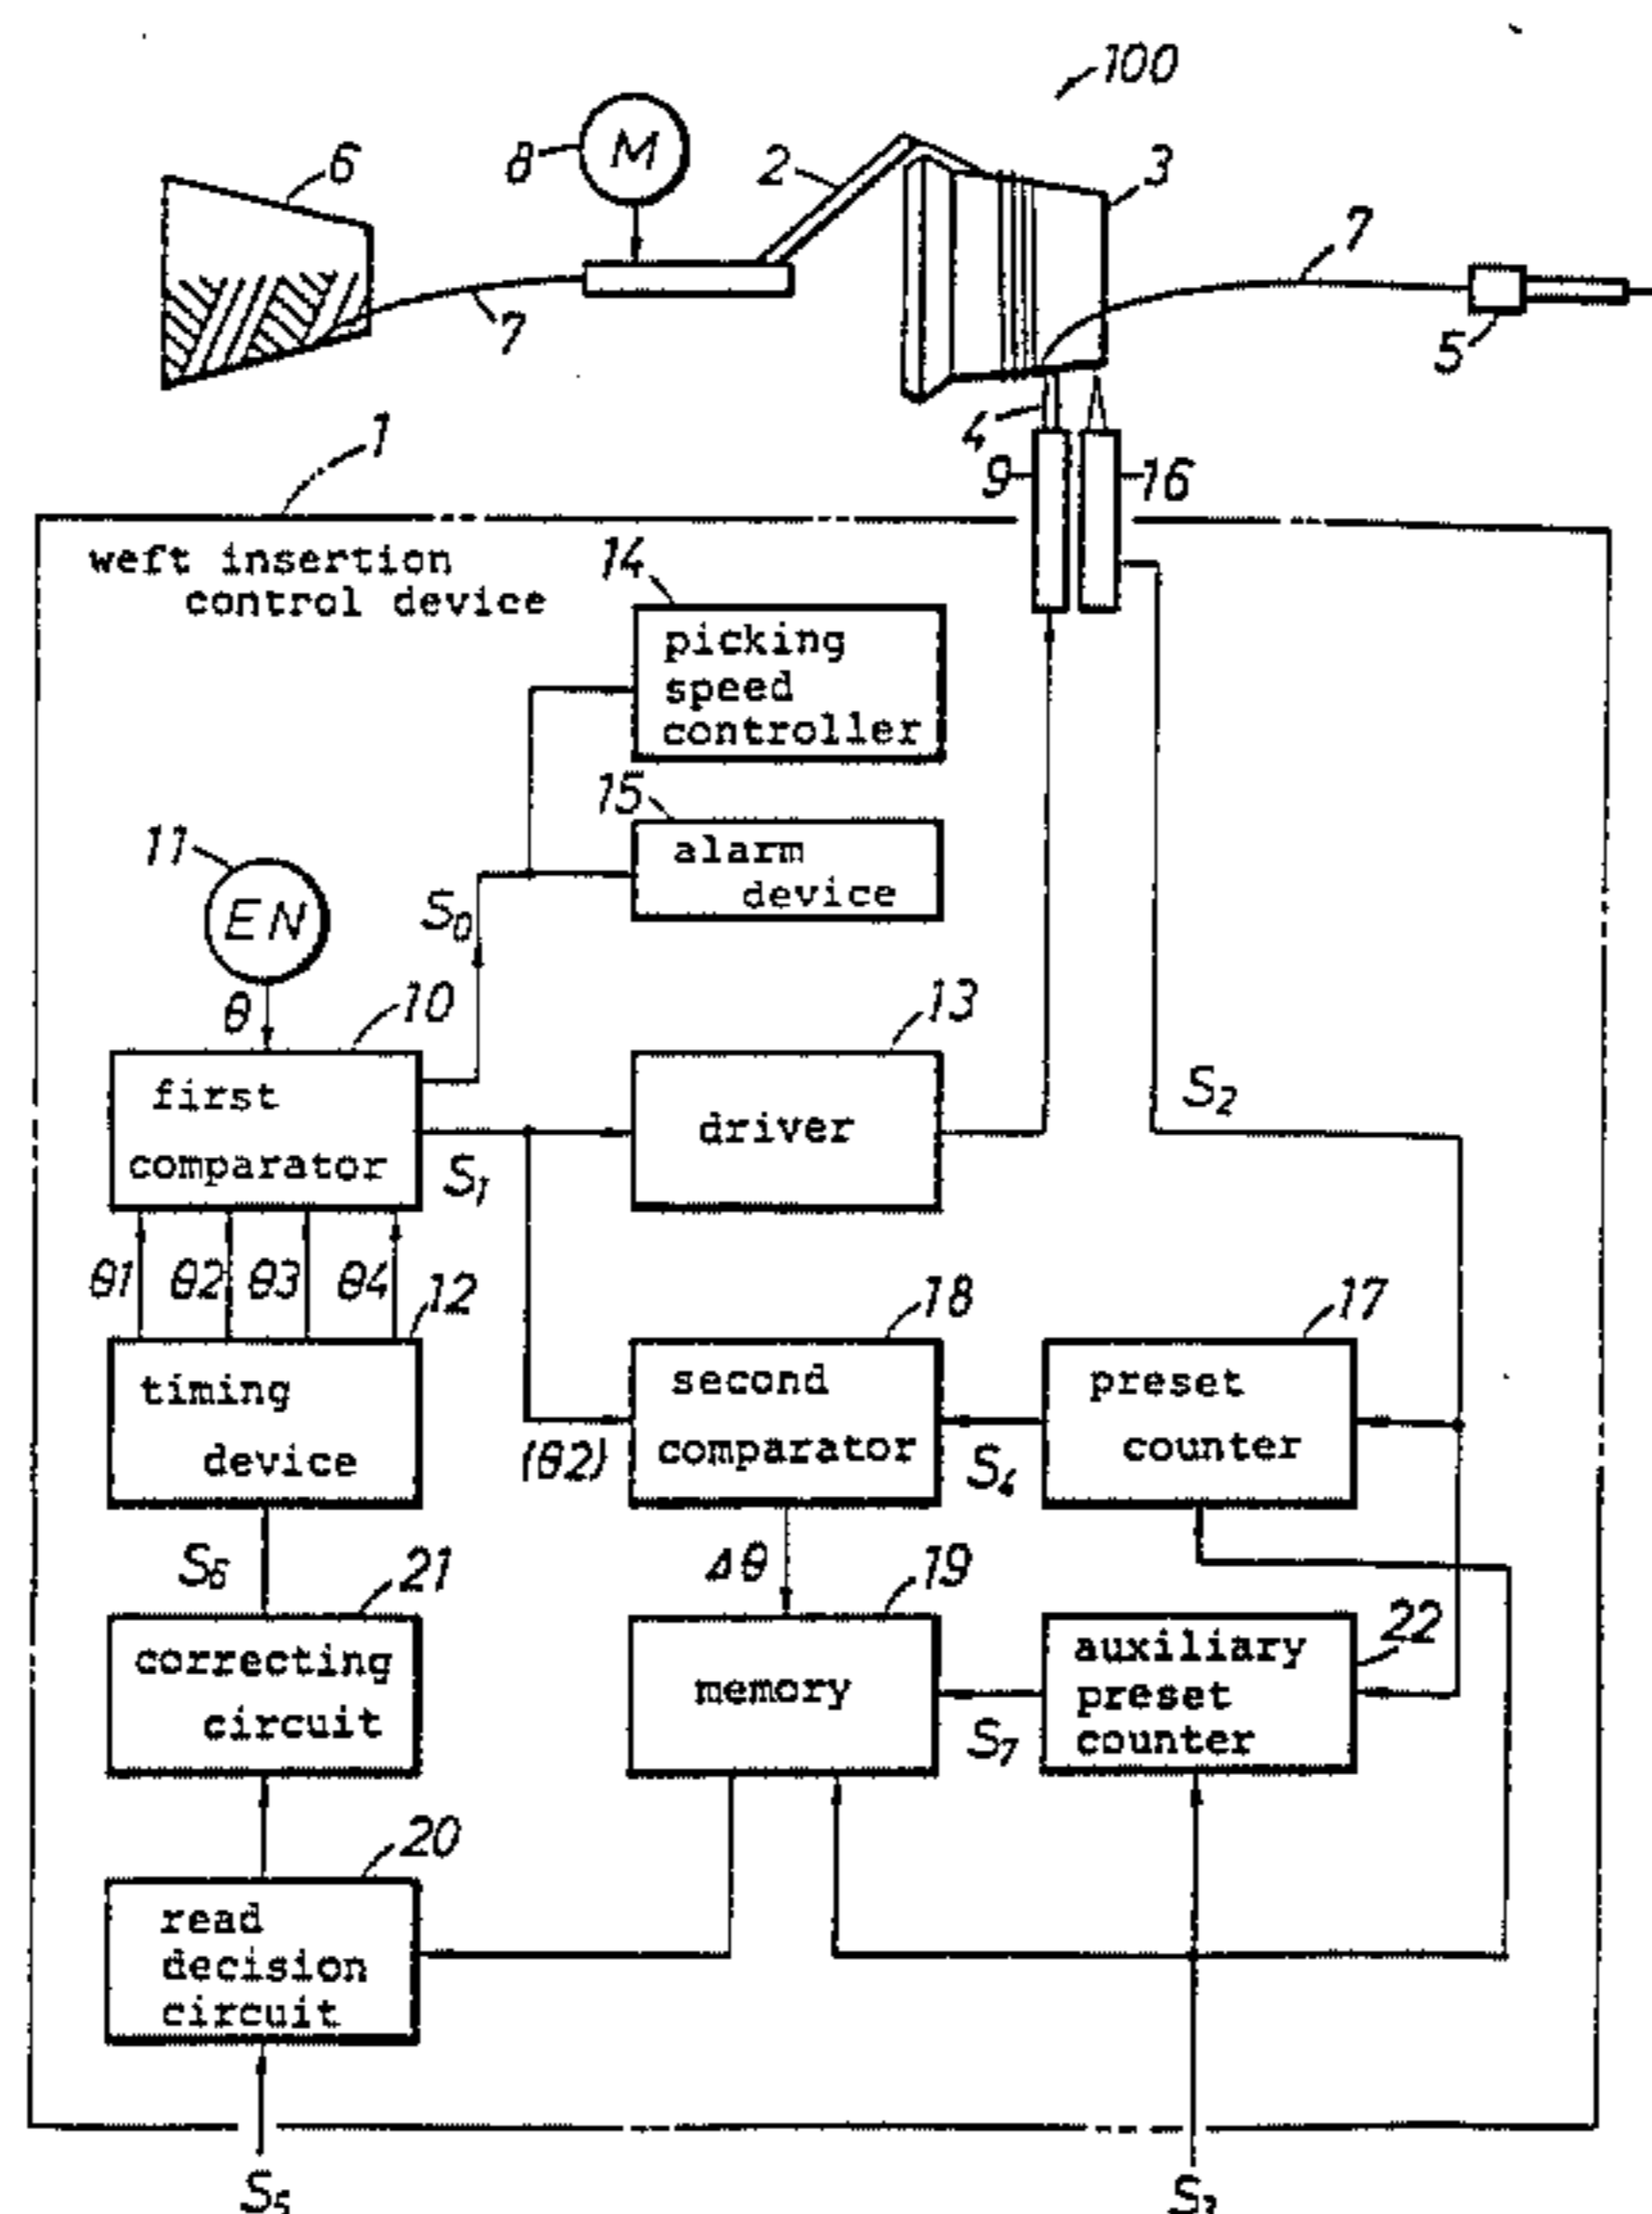 100
6
8
M
2
3
7
7
5
4
9
16
1
weft insertion
control device
14
picking
speed
controller
15
alarm
device
11
EN
S0
θ
10
13
first
comparator
driver
S1
S2
θ1
θ2
θ3
θ4
12
18
17
timing
device
second
comparator
preset
counter
(θ2)
S4
S6
21
Δθ
19
22
correcting
circuit
memory
auxiliary
preset
counter
S7
20
read
decision
circuit
S5
S3